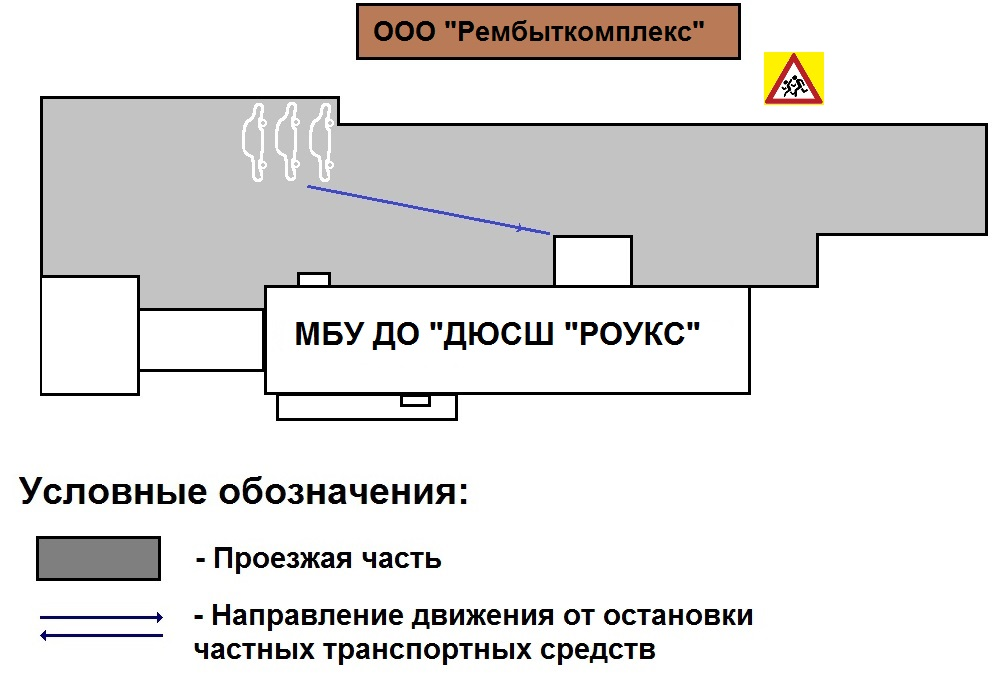 ООО "Рембыткомплекс"
МБУ ДО "ДЮСШ "РОУКС"
Условные обозначения:
- Проезжая часть
- Направление движения от остановки
частных транспортных средств